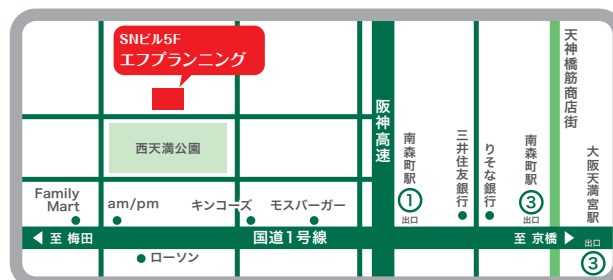 SNビル5F
エフプランニング
西天満公園
阪神高速
南森町駅
①
出口
三井住友銀行
りそな銀行
南森町駅
③
出口
天神橋筋商店街
大阪天満宮駅
出口
③
Family
Mart
am/pm
キンコーズ
モスバーガー
◀ 至 梅田
国道1号線
至 京橋 ▶
ローソン